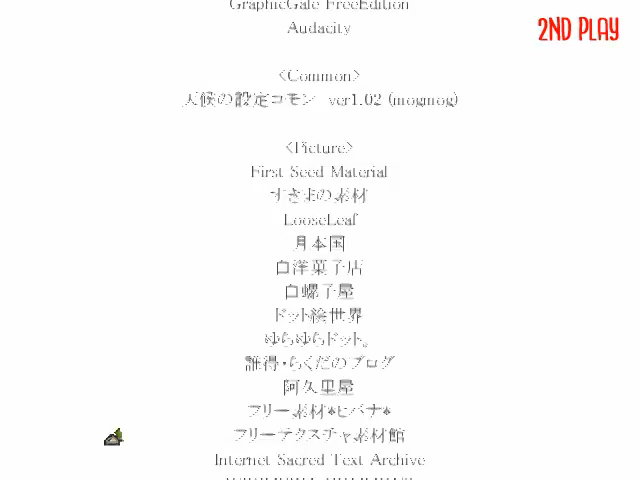 GraphicGale FreeEdition
2ND PLAY
Audacity
<Common>
天候の設定コモン ver1.02 (mogmog)
<Picture>
First Seed Material
すきまの素材
LooseLeaf
月本国
白洋菓子店
白螺子屋
ドット絵世界
ゆらゆらドット。
誰得・らくだのブログ
阿久里屋
フリー素材*ヒバナ*
フリーテクスチャ素材館
Internet Sacred Text Archive